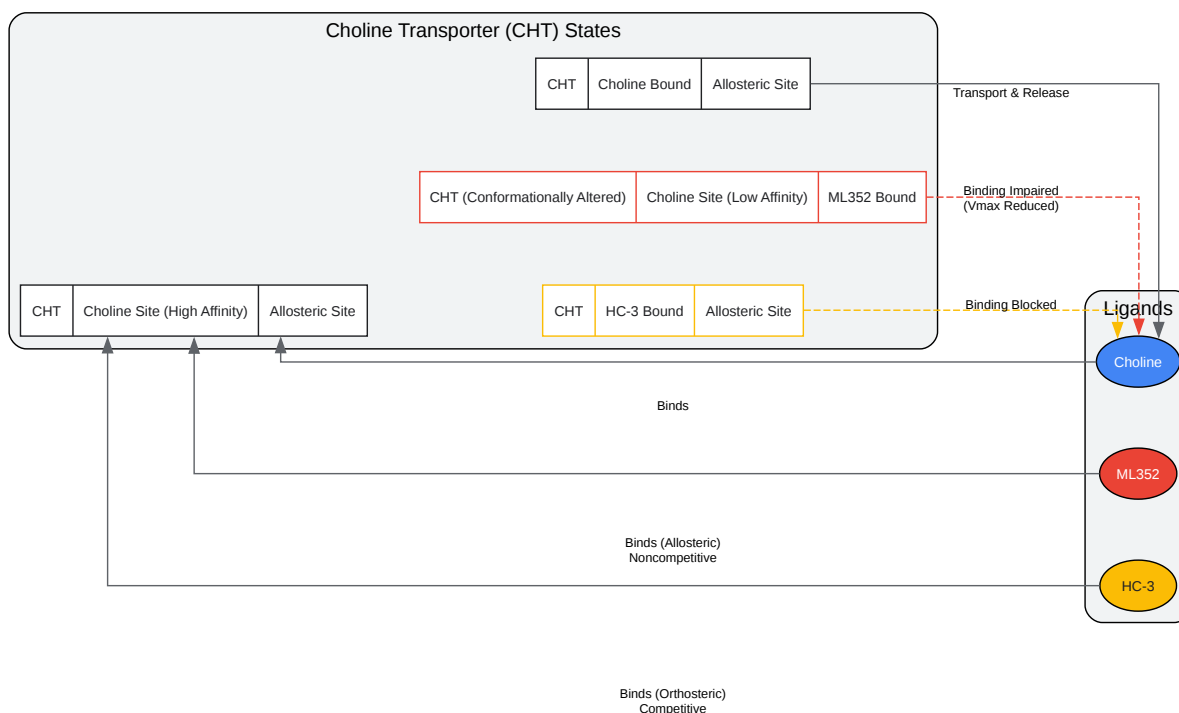 Choline Transporter (CHT) States
CHT
Choline Bound
Allosteric Site
Transport & Release
CHT (Conformationally Altered)
Choline Site (Low Affinity)
ML352 Bound
Binding Impaired
(Vmax Reduced)
CHT
Choline Site (High Affinity)
Allosteric Site
CHT
HC-3 Bound
Allosteric Site
Binding Blocked
Ligands
Choline
Binds
ML352
Binds (Allosteric)
Noncompetitive
HC-3
Binds (Orthosteric)
Competitive